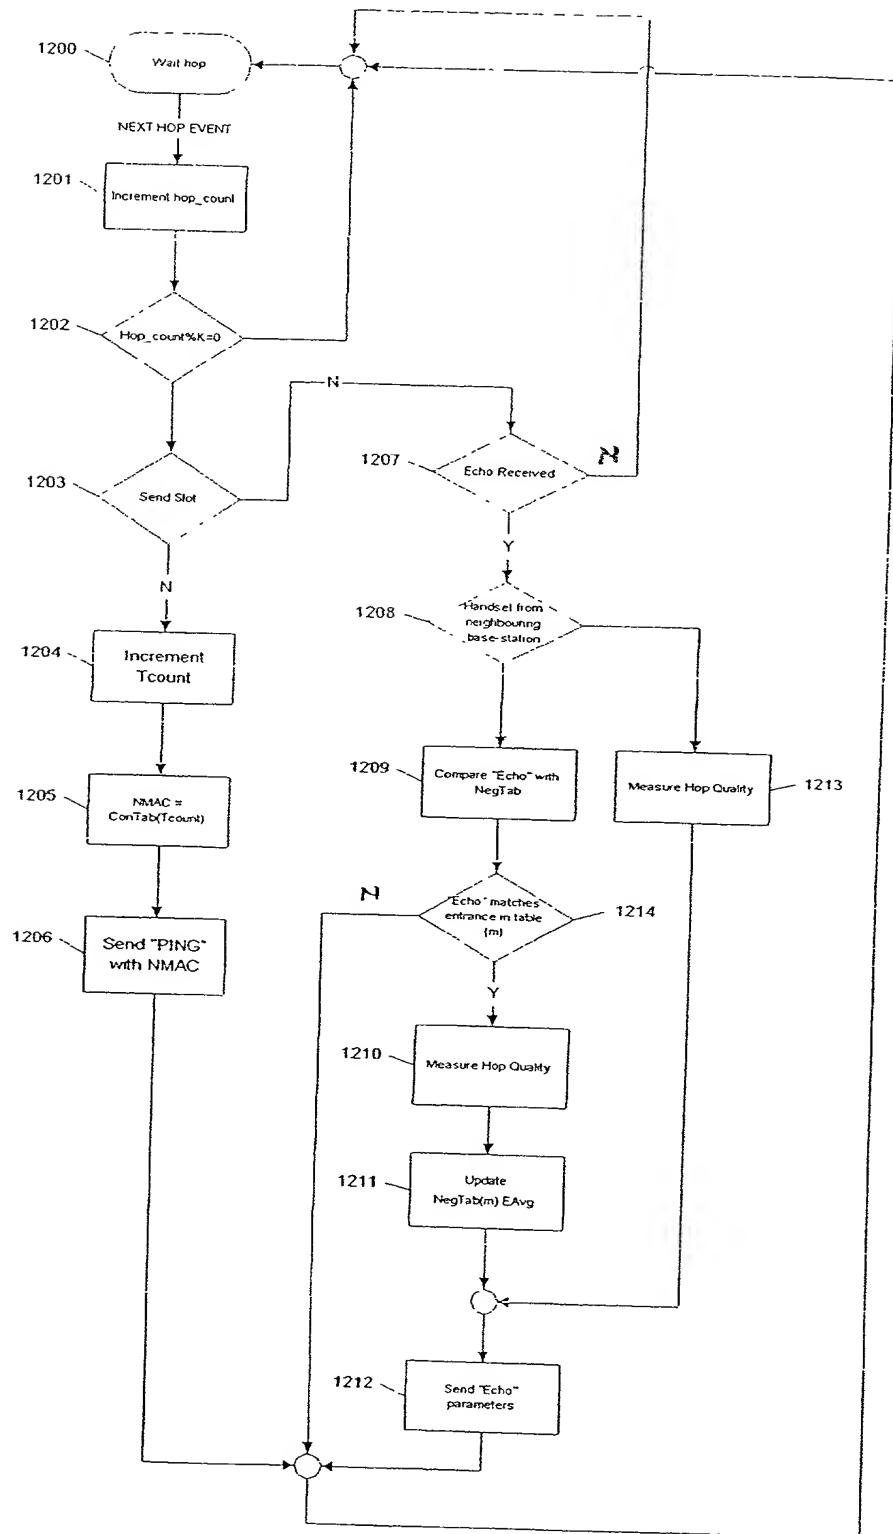 1200
Wait hop
NEXT HOP EVENT
1201
Increment hop_count
1202
Hop_count%K=0
N
1203
Send Slot
1207
Echo Received
N
Y
N
1208
Handset from
neighbouring
base-station
1204
Increment
Tcount
1209
Compare "Echo" with
NegTab
Measure Hop Quality
1213
1205
NMAC =
ConTab(Tcount)
N
"Echo" matches
entrance in table
(m)
1214
1206
Send "PING"
with NMAC
Y
1210
Measure Hop Quality
1211
Update
NegTab(m) EAvg
1212
Send "Echo"
parameters